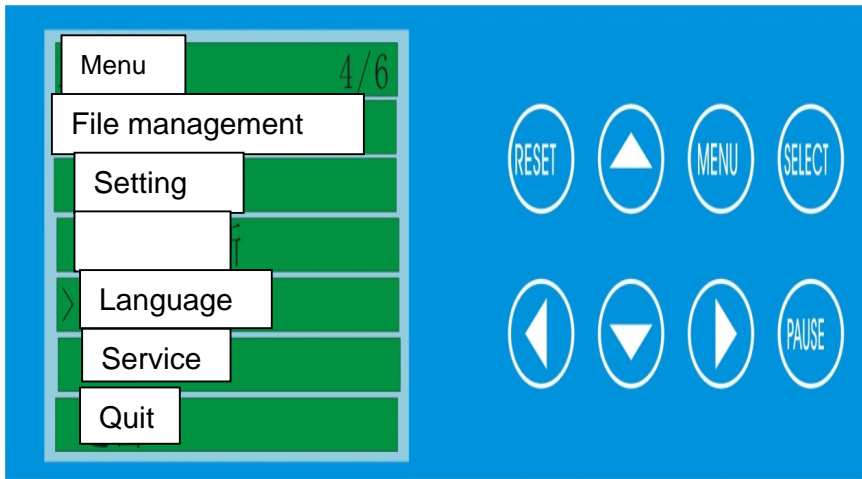 Menu 4/6
File management
Setting
> Language
Service
Quit
RESET MENU SELECT
PAUSE